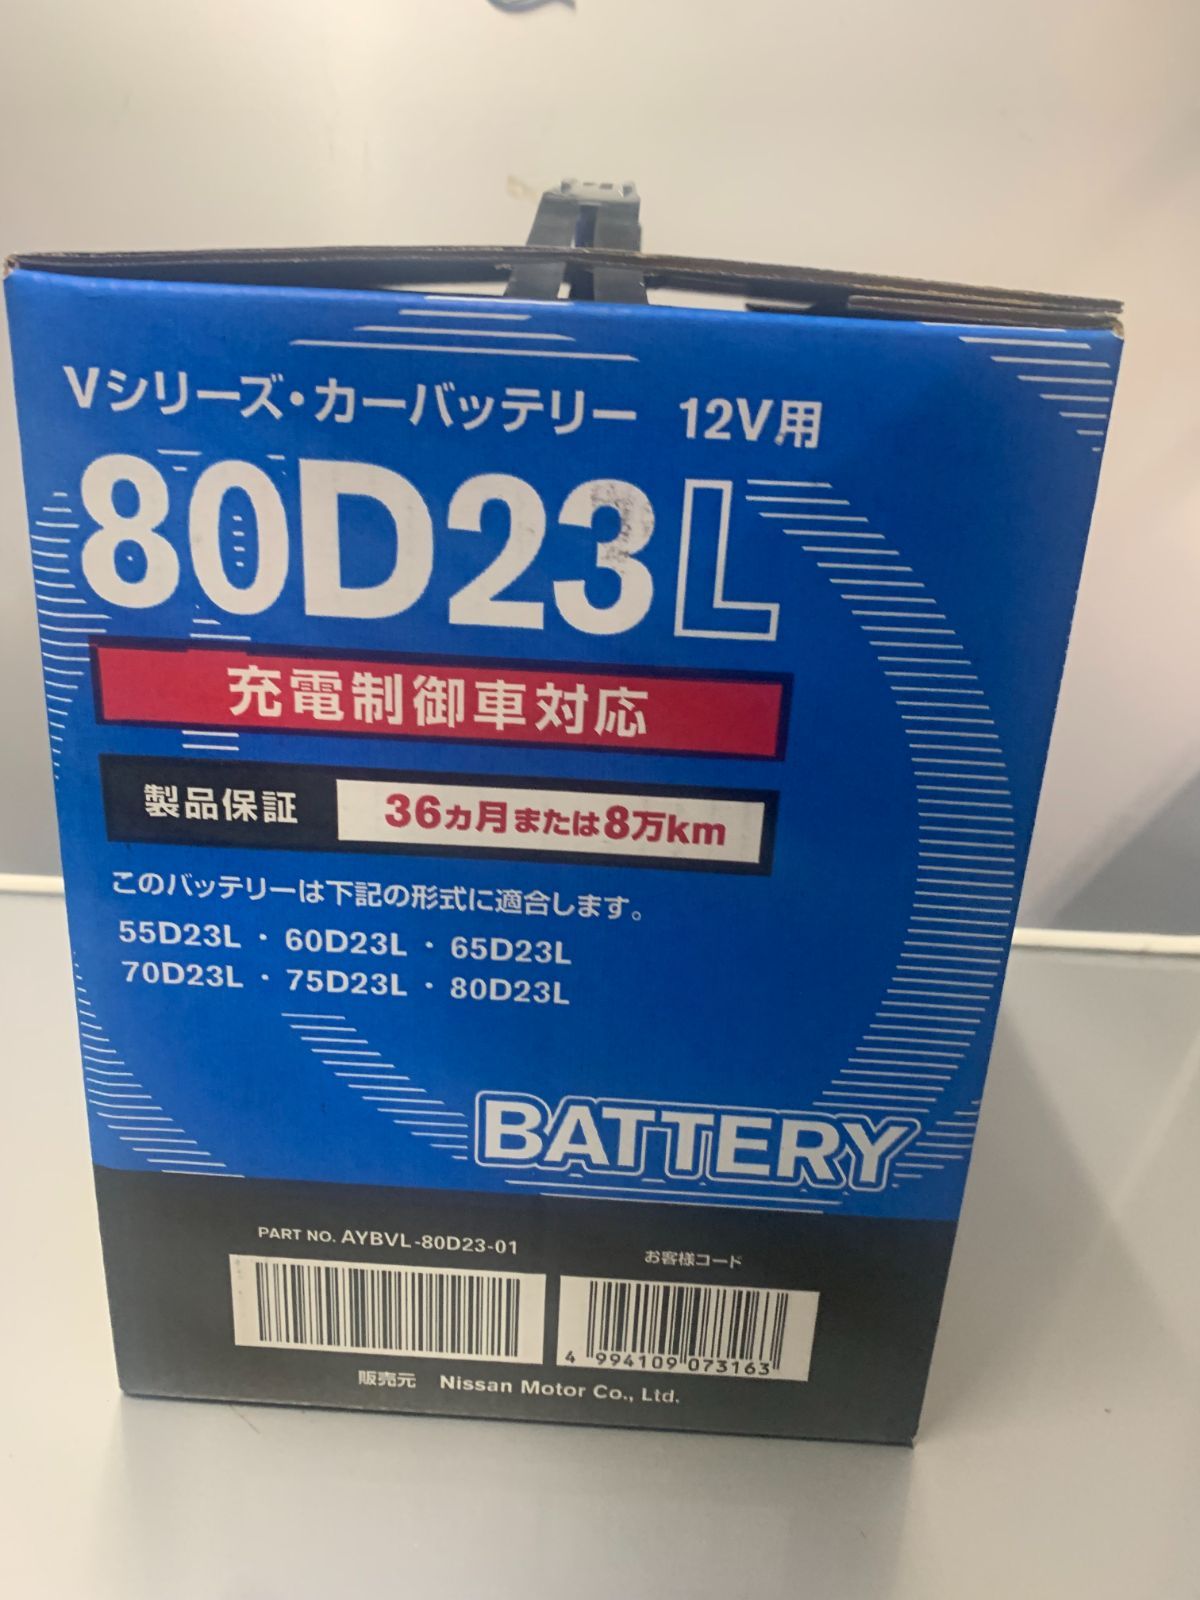 Vシリーズ・カーバッテリー 12V用
80D23L
充電制御車対応
製品保証 36ヵ月または8万km
このバッテリーは下記の形式に適合します。
55D23L・60D23L・65D23L
70D23L・75D23L・80D23L
BATTERY
PART NO. AYBVL-80D23-01
お客様コード
4 994109 073163
販売元 Nissan Motor Co., Ltd.